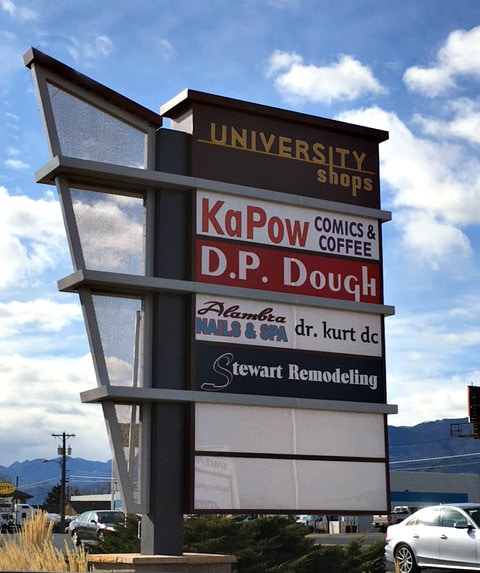 UNIVERSITY
shops
KaPow COMICS &
COFFEE
D.P. Dough
Alambra
NAILS & SPA
dr. kurt dc
Stewart Remodeling